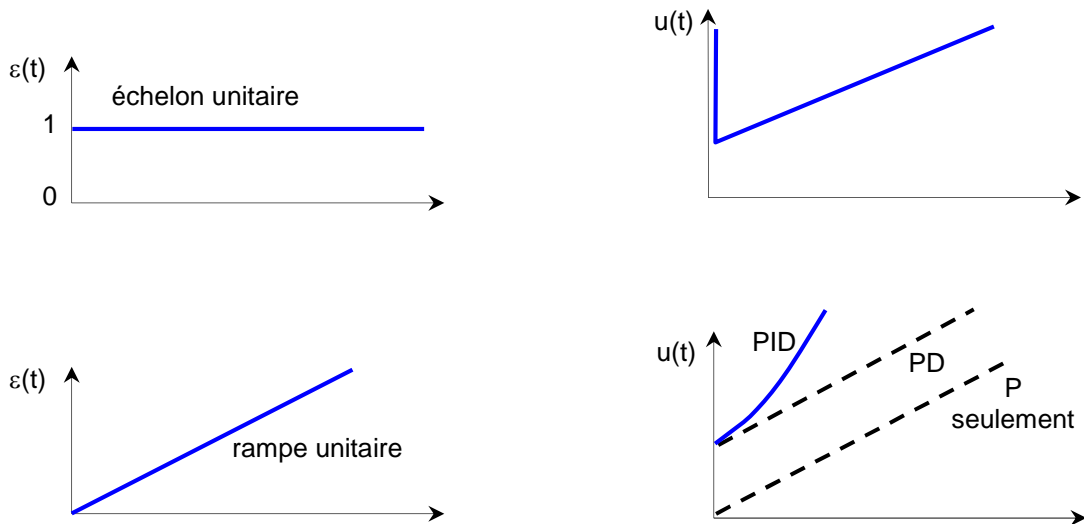 ε(t)
échelon unitaire
1
0
u(t)
ε(t)
rampe unitaire
u(t)
PID
PD
P
seulement